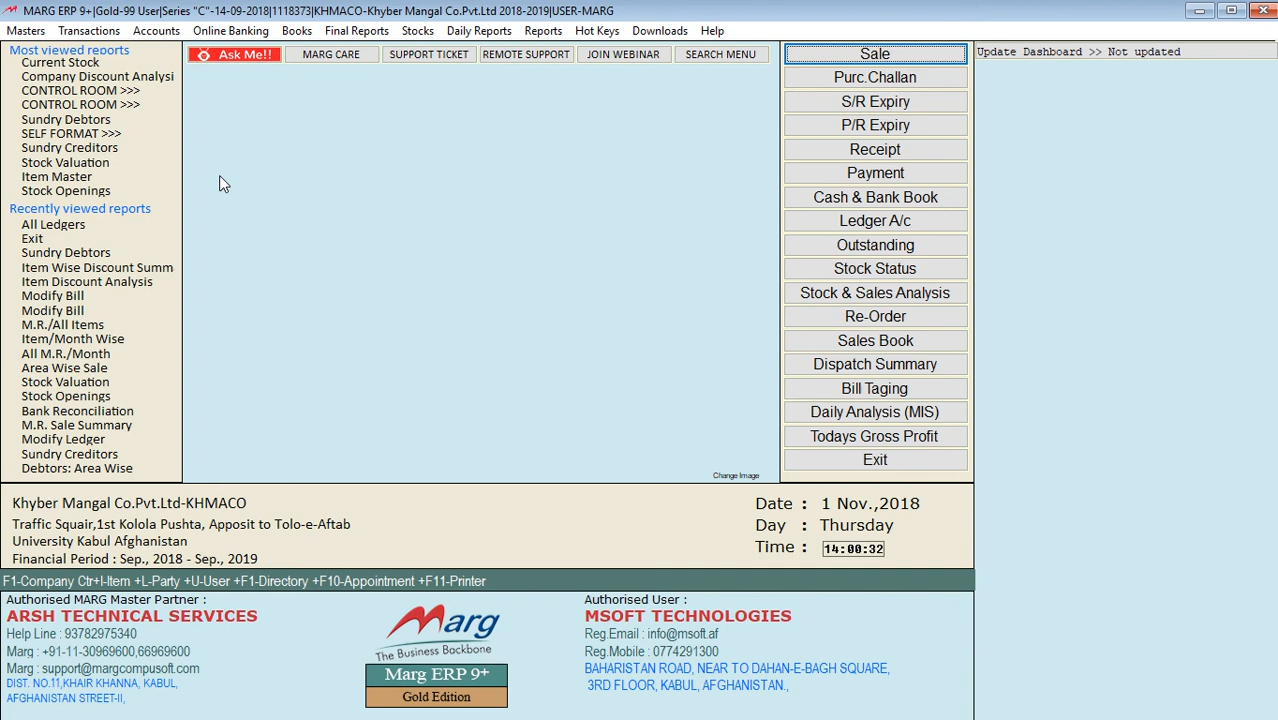 MARG ERP 9+|Gold-99 User|Series "C"-14-09-2018|1118373|KHMACO-Khyber Mangal Co.Pvt.Ltd 2018-2019|USER-MARG
Masters Transactions Accounts Online Banking Books Final Reports Stocks Daily Reports Reports Hot Keys Downloads Help
Most viewed reports
Current Stock
Company Discount Analysi
CONTROL ROOM >>>
CONTROL ROOM >>>
Sundry Debtors
SELF FORMAT >>>
Sundry Creditors
Stock Valuation
Item Master
Stock Openings
Recently viewed reports
All Ledgers
Exit
Sundry Debtors
Item Wise Discount Summ
Item Discount Analysis
Modify Bill
Modify Bill
M.R./All Items
Item/Month Wise
All M.R./Month
Area Wise Sale
Stock Valuation
Stock Openings
Bank Reconciliation
M.R. Sale Summary
Modify Ledger
Sundry Creditors
Debtors: Area Wise
Ask Me!! MARG CARE SUPPORT TICKET REMOTE SUPPORT JOIN WEBINAR SEARCH MENU
Change Image
Sale
Purc.Challan
S/R Expiry
P/R Expiry
Receipt
Payment
Cash & Bank Book
Ledger A/c
Outstanding
Stock Status
Stock & Sales Analysis
Re-Order
Sales Book
Dispatch Summary
Bill Taging
Daily Analysis (MIS)
Todays Gross Profit
Exit
Update Dashboard >> Not updated
Khyber Mangal Co.Pvt.Ltd-KHMACO
Traffic Squair,1st Kolola Pushta, Apposit to Tolo-e-Aftab
University Kabul Afghanistan
Financial Period : Sep., 2018 - Sep., 2019
Date : 1 Nov.,2018
Day : Thursday
Time : 14:00:32
F1-Company Ctr+I-Item +L-Party +U-User +F1-Directory +F10-Appointment +F11-Printer
Authorised MARG Master Partner :
ARSH TECHNICAL SERVICES
Help Line : 93782975340
Marg : +91-11-30969600,66969600
Marg : support@margcompusoft.com
DIST. NO.11,KHAIR KHANNA, KABUL,
AFGHANISTAN STREET-II,
Marg
The Business Backbone
Marg ERP 9+
Gold Edition
Authorised User :
MSOFT TECHNOLOGIES
Reg.Email : info@msoft.af
Reg.Mobile : 0774291300
BAHARISTAN ROAD, NEAR TO DAHAN-E-BAGH SQUARE,
3RD FLOOR, KABUL, AFGHANISTAN.,